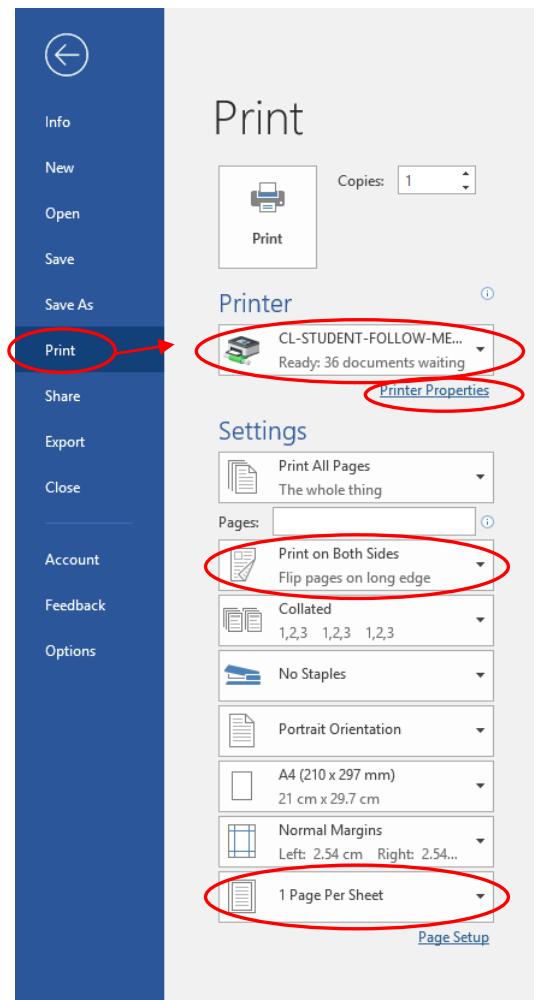 Info
New
Open
Save
Save As
Print
Share
Export
Close
Account
Feedback
Options
Print
Copies: 1
Print
Printer
CL-STUDENT-FOLLOW-ME...
Ready: 36 documents waiting
Printer Properties
Settings
Print All Pages
The whole thing
Pages:
Print on Both Sides
Flip pages on long edge
Collated
1,2,3 1,2,3 1,2,3
No Staples
Portrait Orientation
A4 (210 x 297 mm)
21 cm x 29.7 cm
Normal Margins
Left: 2.54 cm Right: 2.54...
1 Page Per Sheet
Page Setup